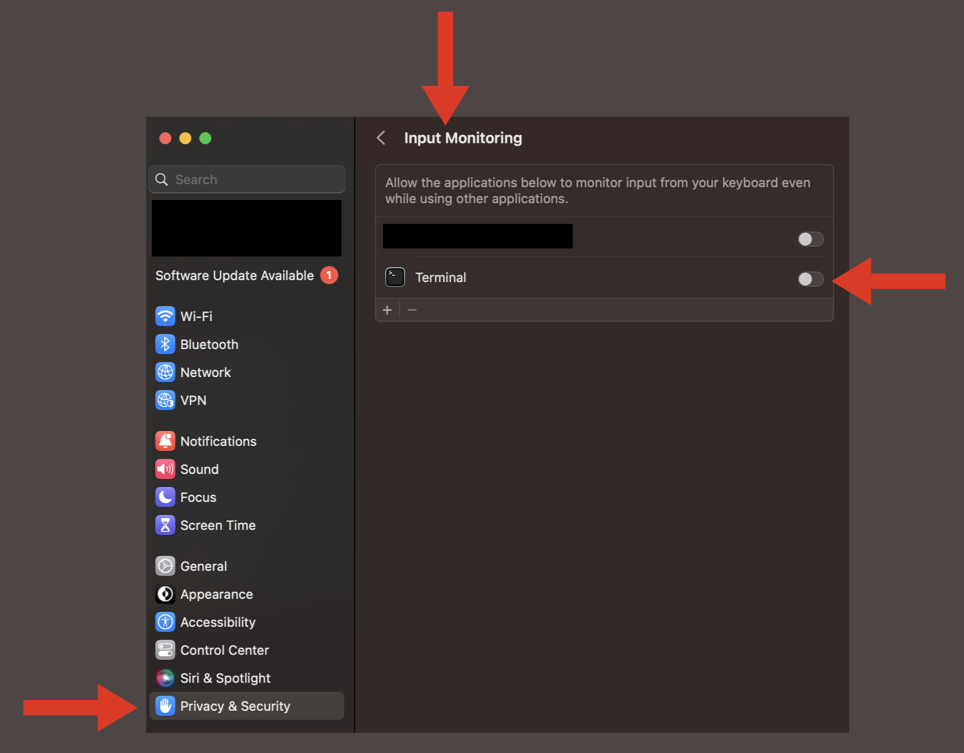 Input Monitoring
Search
Allow the applications below to monitor input from your keyboard even
while using other applications.
Software Update Available 1
Terminal
Wi-Fi
Bluetooth
Network
VPN
Notifications
Sound
Focus
Screen Time
General
Appearance
Accessibility
Control Center
Siri & Spotlight
Privacy & Security